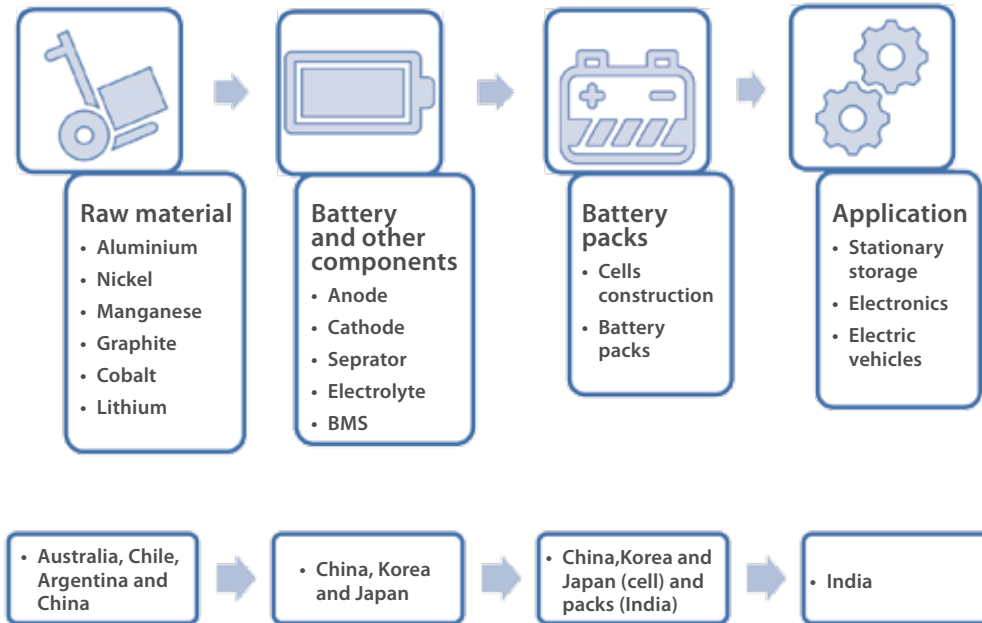 Raw material
• Aluminium
• Nickel
• Manganese
• Graphite
• Cobalt
• Lithium
Battery
and other
components
• Anode
• Cathode
• Seprator
• Electrolyte
• BMS
Battery
packs
• Cells
construction
• Battery
packs
Application
• Stationary
storage
• Electronics
• Electric
vehicles
• Australia, Chile,
Argentina and
China
• China, Korea
and Japan
• China,Korea and
Japan (cell) and
packs (India)
• India